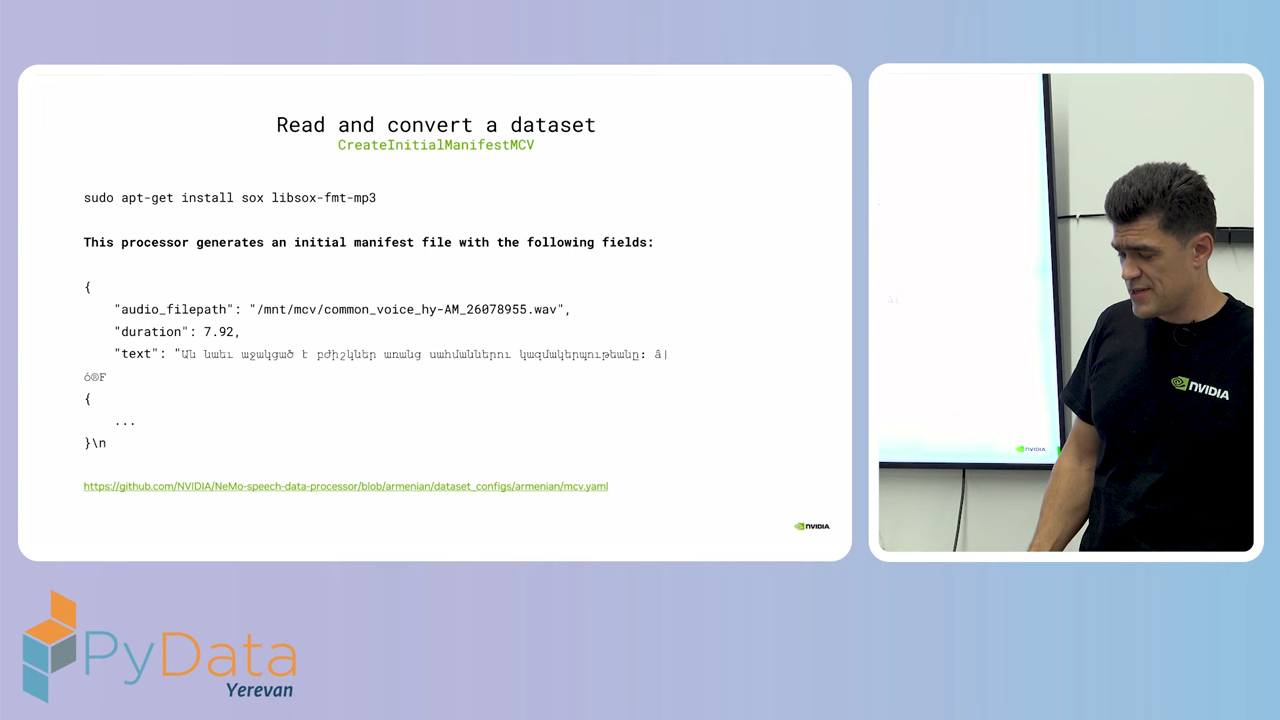 Read and convert a dataset
CreateInitialManifestMCV
sudo apt-get install sox libsox-fmt-mp3
This processor generates an initial manifest file with the following fields:
{
"audio_filepath": "/mnt/mcv/common_voice_hy-AM_26078955.wav",
"duration": 7.92,
"text": "Ան նաեւ աջակցած է բժիշկներ առանց սահմաններու կազմակերպութեանը: â|
ó®F
{
...
}\n
https://github.com/NVIDIA/NeMo-speech-data-processor/blob/armenian/dataset_configs/armenian/mcv.yaml
NVIDIA
NVIDIA
NVIDIA
PyData
Yerevan